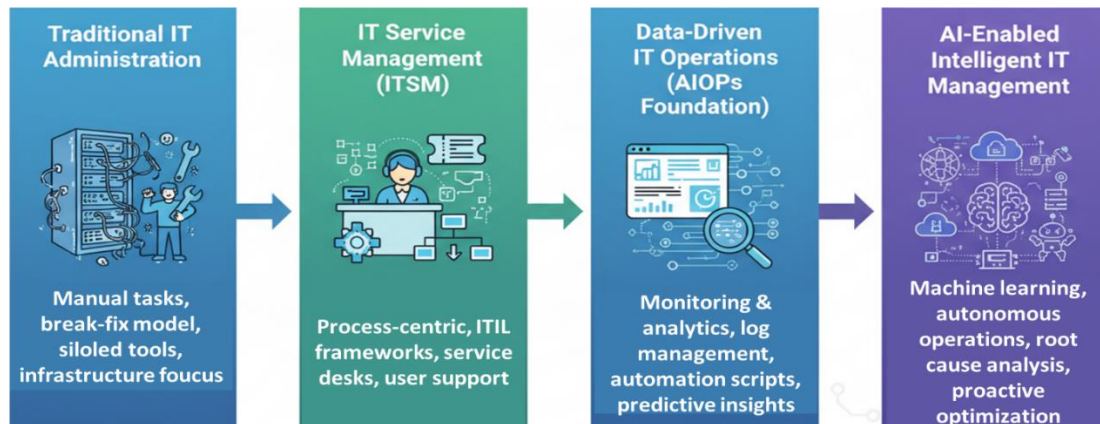 Traditional IT
Administration
Manual tasks,
break-fix model,
siloled tools,
infrastructure foucus
IT Service
Management
(ITSM)
Process-centric, ITIL
frameworks, service
desks, user support
Data-Driven
IT Operations
(AIOPs
Foundation)
Monitoring &
analytics, log
management,
automation scripts,
predictive insights
AI-Enabled
Intelligent IT
Management
Machine learning,
autonomous
operations, root
cause analysis,
proactive
optimization